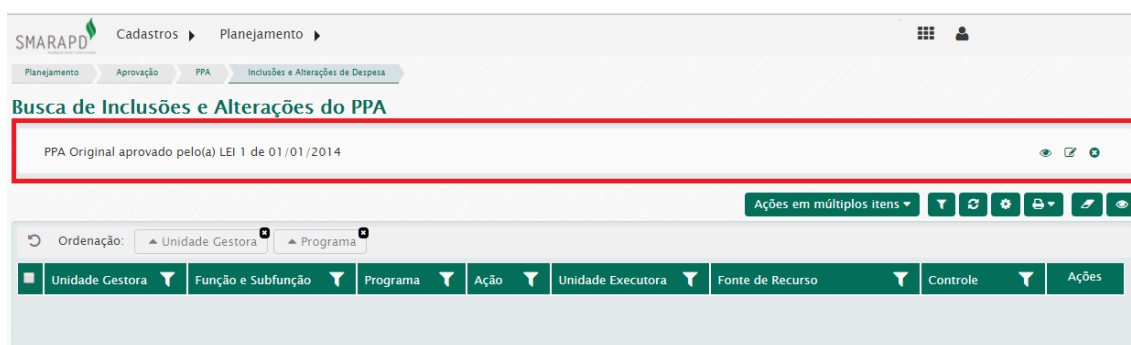 SMARAPD Cadastros Planejamento
Planejamento Aprovação PPA Inclusões e Alterações de Despesa
Busca de Inclusões e Alterações do PPA
PPA Original aprovado pelo(a) LEI 1 de 01/01/2014
Ações em múltiplos itens
Ordenação: Unidade Gestora Programa
Unidade Gestora Função e Subfunção Programa Ação Unidade Executora Fonte de Recurso Controle Ações